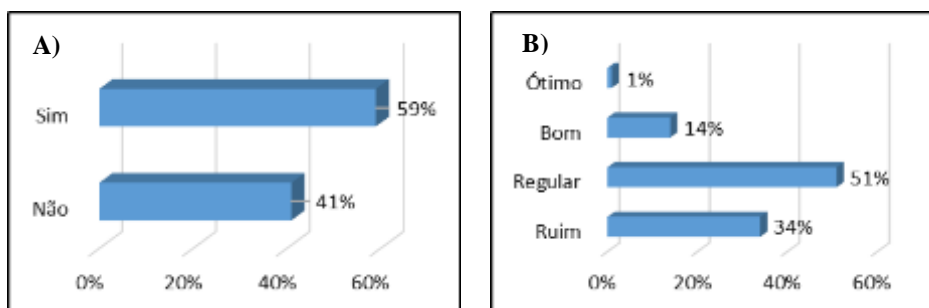 A)
Sim
59%
Não
41%
0% 20% 40% 60%
B)
Ótimo
1%
Bom
14%
Regular
51%
Ruim
34%
0% 20% 40% 60%